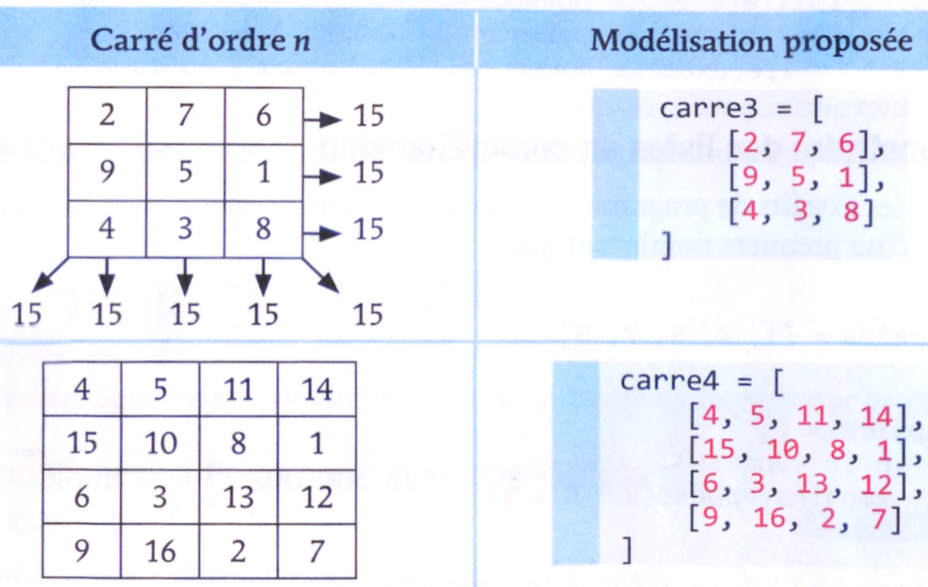 Carré d'ordre n
Modélisation proposée
2 7 6 15
9 5 1 15
4 3 8 15
15 15 15 15 15
carre3 = [
[2, 7, 6],
[9, 5, 1],
[4, 3, 8]
]
4 5 11 14
15 10 8 1
6 3 13 12
9 16 2 7
carre4 = [
[4, 5, 11, 14],
[15, 10, 8, 1],
[6, 3, 13, 12],
[9, 16, 2, 7]
]